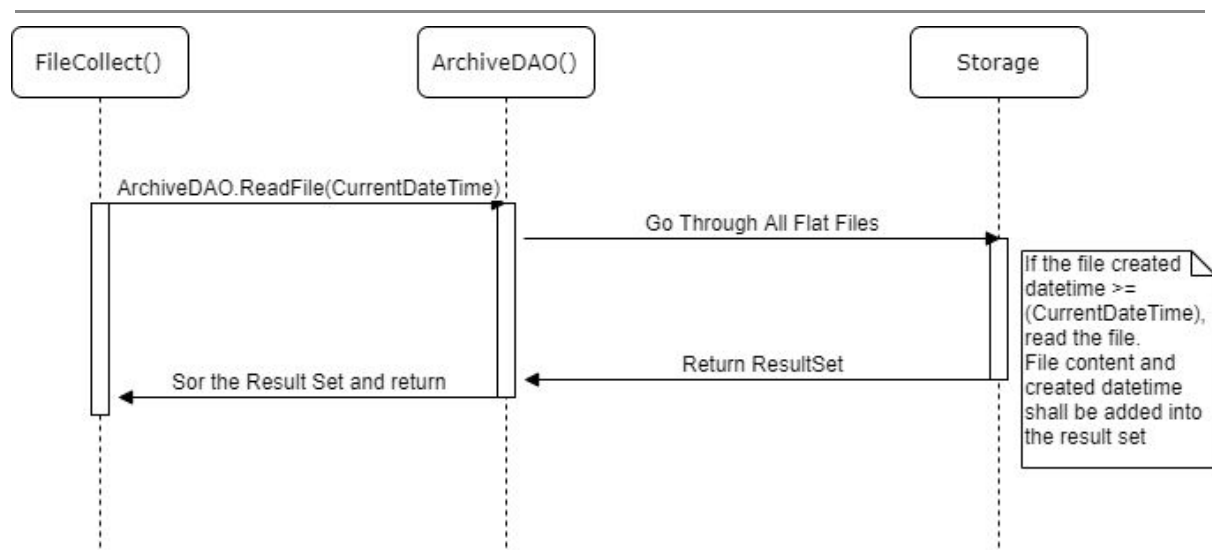 FileCollect()
ArchiveDAO()
Storage
ArchiveDAO.ReadFile(CurrentDateTime)
Go Through All Flat Files
If the file created
datetime >=
(CurrentDateTime),
read the file.
File content and
created datetime
shall be added into
the result set
Return ResultSet
Sor the Result Set and return